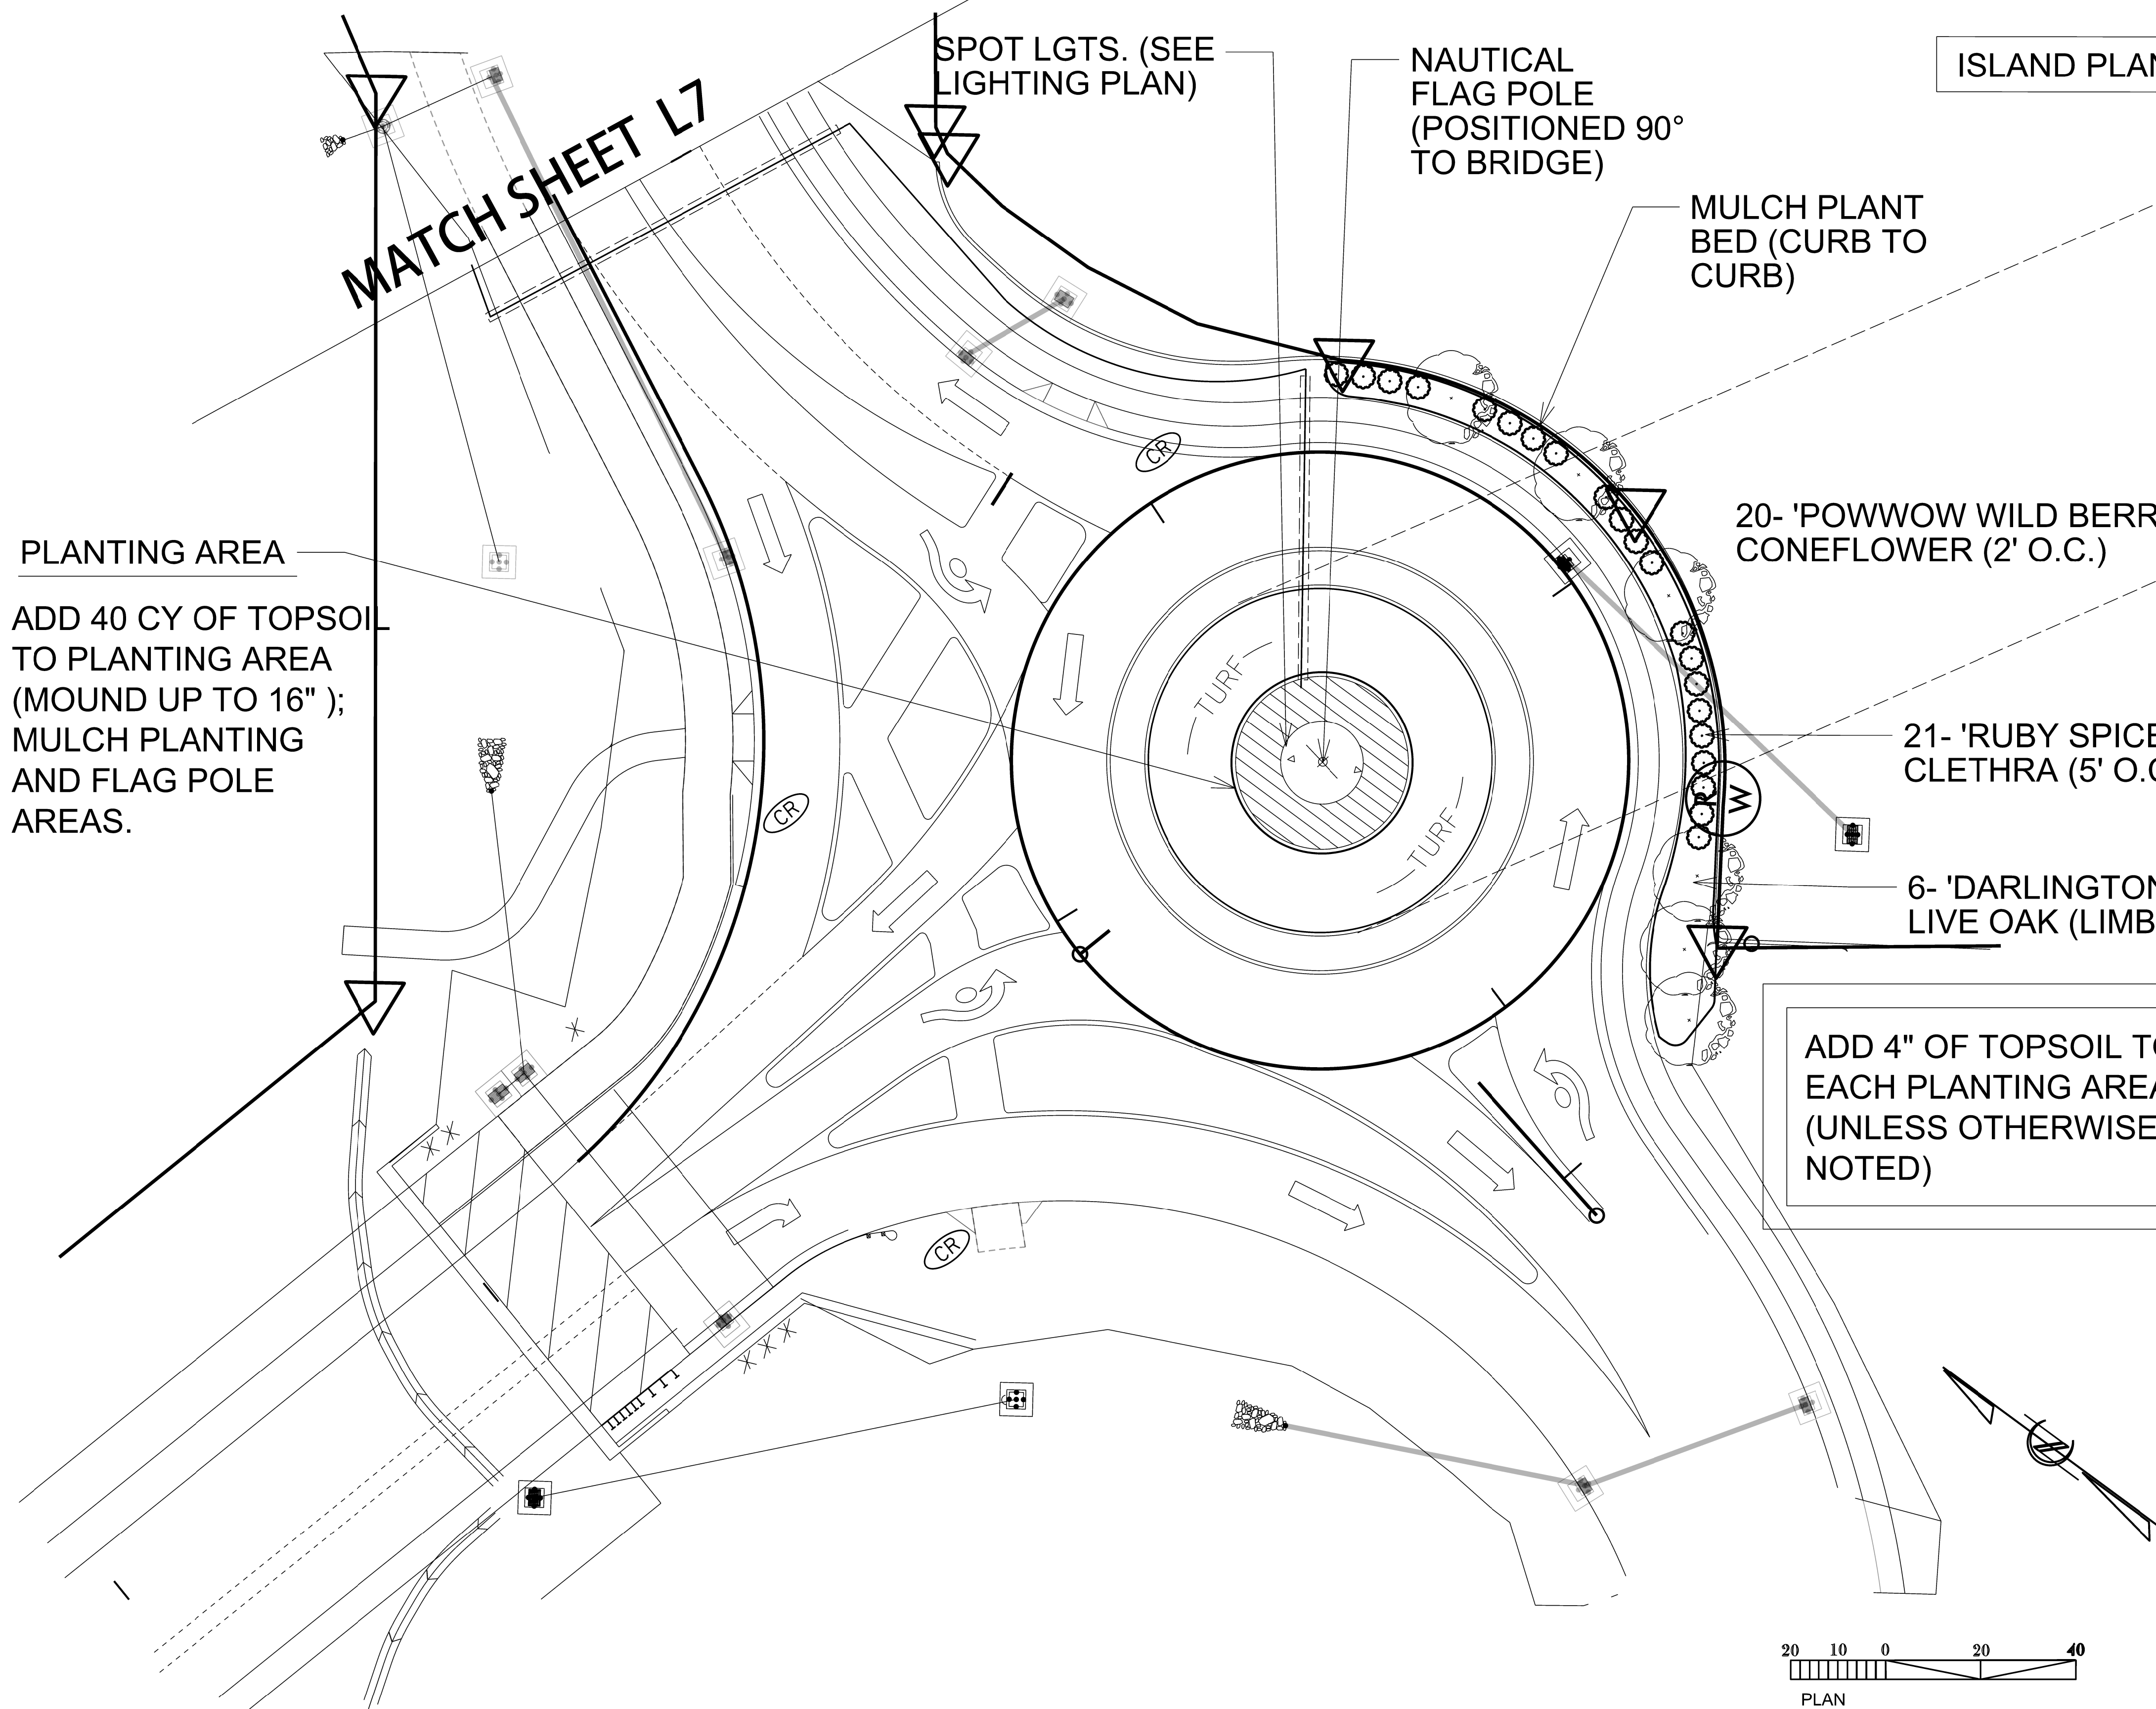 SPOT LGTS. (SEE
LIGHTING PLAN)
NAUTICAL
FLAG POLE
(POSITIONED 90°
TO BRIDGE)
ISLAND PLAN
MATCH SHEET L7
MULCH PLANT
BED (CURB TO
CURB)
CR
20- 'POWWOW WILD BERR
CONEFLOWER (2' O.C.)
PLANTING AREA
ADD 40 CY OF TOPSOIL
TO PLANTING AREA
(MOUND UP TO 16" );
MULCH PLANTING
AND FLAG POLE
AREAS.
TURF
TURF
21- 'RUBY SPICE
CLETHRA (5' O.C
R
W
CR
6- 'DARLINGTON
LIVE OAK (LIMB
ADD 4" OF TOPSOIL TO
EACH PLANTING AREA
(UNLESS OTHERWISE
NOTED)
CR
20 10 0 20 40
PLAN